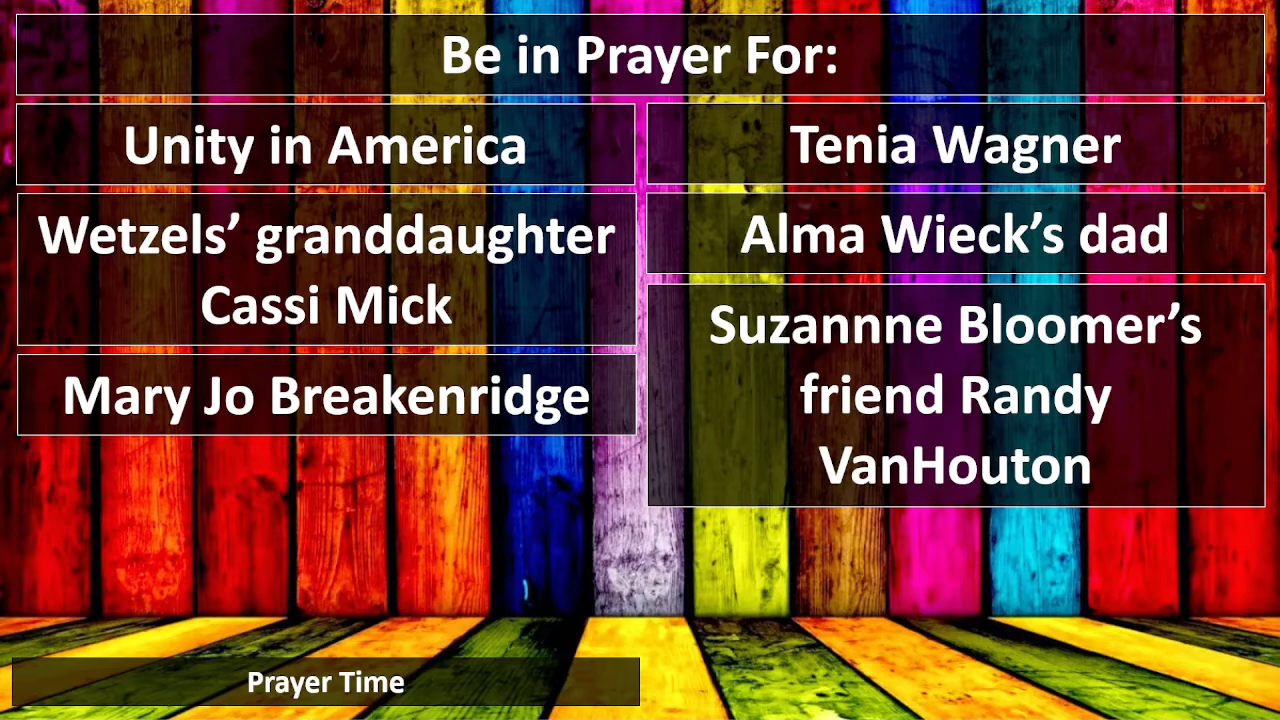 Be in Prayer For:
Unity in America
Wetzels’ granddaughter
Cassi Mick
Mary Jo Breakenridge
Tenia Wagner
Alma Wieck’s dad
Suzannne Bloomer’s
friend Randy
VanHouton
Prayer Time